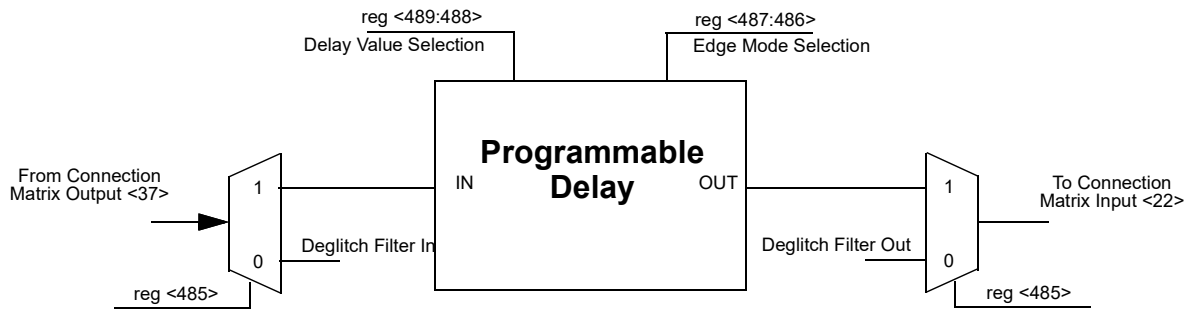 reg <489:488>
Delay Value Selection
reg <487:486>
Edge Mode Selection
Programmable
Delay
IN
OUT
From Connection
Matrix Output <37>
1
0
Deglitch Filter In
reg <485>
1
0
Deglitch Filter Out
To Connection
Matrix Input <22>
reg <485>